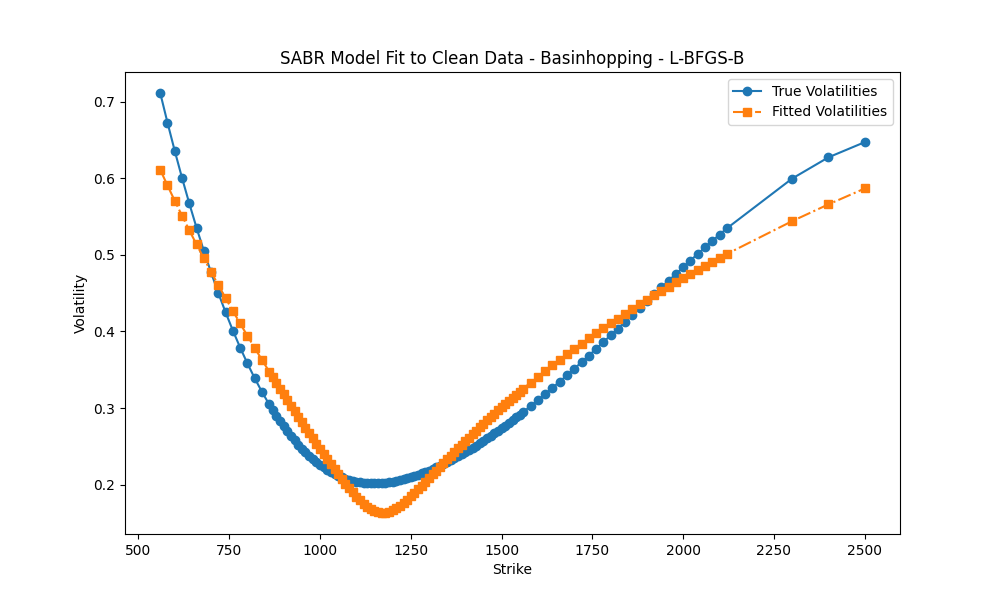 SABR Model Fit to Clean Data - Basinhopping - L-BFGS-B
True Volatilities
Fitted Volatilities
Volatility
0.7
0.6
0.5
0.4
0.3
0.2
500 750 1000 1250 1500 1750 2000 2250 2500
Strike